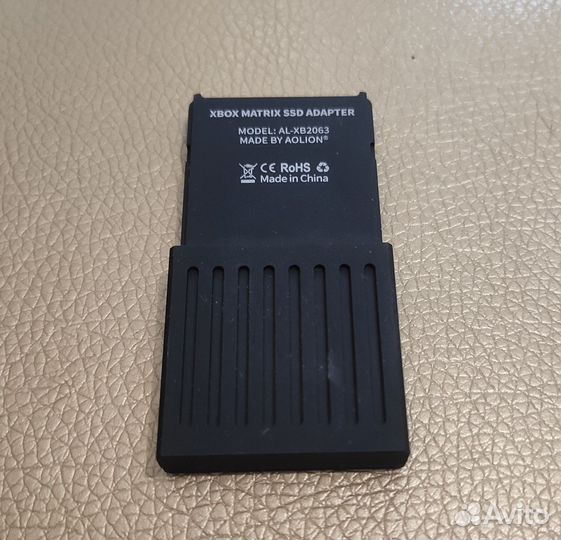 XBOX MATRIX SSD ADAPTER
MODEL: AL-XB2063
MADE BY AOLION®
CE RoHS
Made in China
Avito